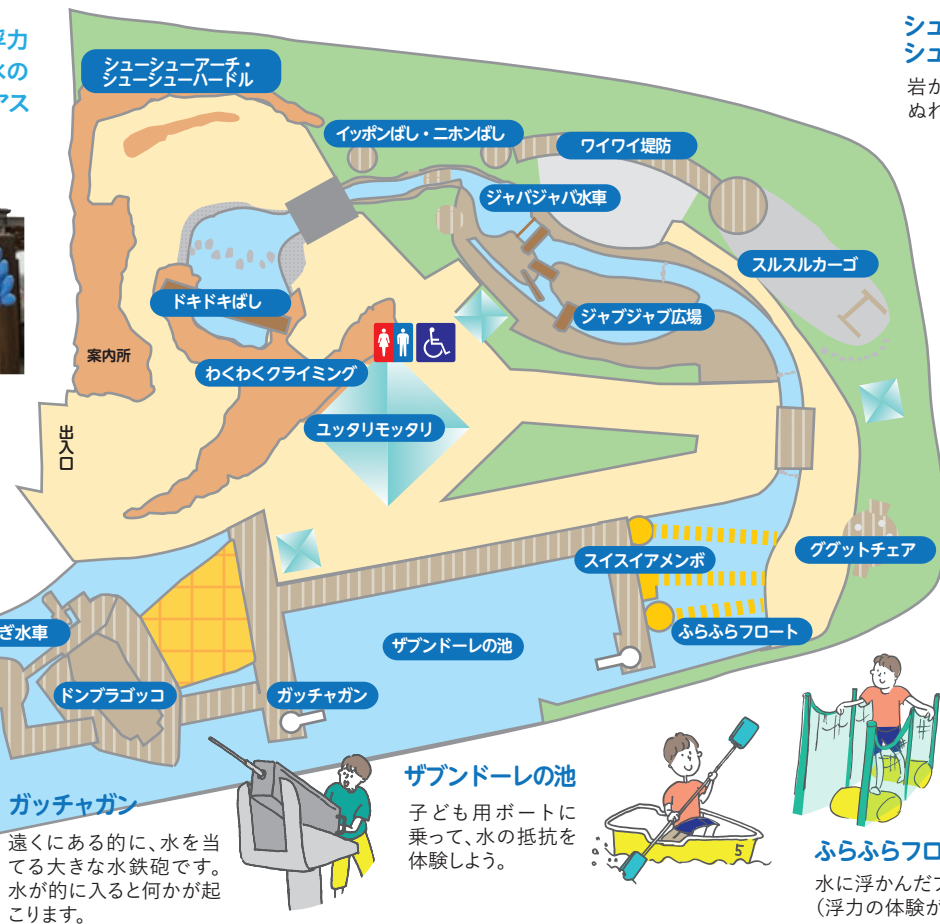 浮力
水の
アス
シュ
シュ
岩か
ぬれ
シューシューアーチ・
シューシューハードル
イッポンばし・ニホンばし
ワイワイ堤防
ジャバジャバ水車
スルスルカーゴ
ドキドキばし
ジャブジャブ広場
案内所
わくわくクライミング
出入口
ユッタリモッタリ
ググットチェア
スイスイアメンボ
ふらふらフロート
ぎ水車
ザブンドーレの池
ドンブラゴッコ
ガッチャガン
ガッチャガン
遠くにある的に、水を当
てる大きな水鉄砲です。
水が的に入ると何かが起
こります。
ザブンドーレの池
子ども用ボートに
乗って、水の抵抗を
体験しよう。
5
ふらふらフロ
水に浮かんだフ
（浮力の体験が